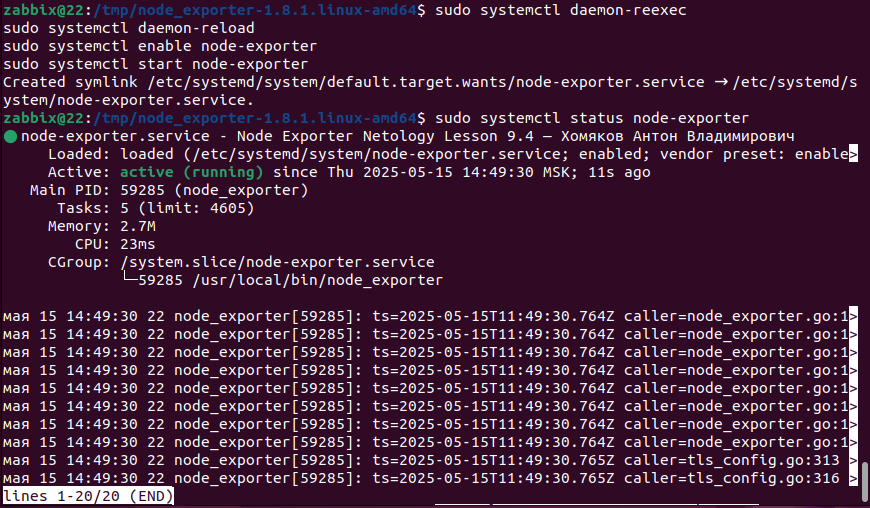 zabbix@22:/tmp/node_exporter-1.8.1.linux-amd64$ sudo systemctl daemon-reexec
sudo systemctl daemon-reload
sudo systemctl enable node-exporter
sudo systemctl start node-exporter
Created symlink /etc/systemd/system/default.target.wants/node-exporter.service → /etc/systemd/s
ystem/node-exporter.service.
zabbix@22:/tmp/node_exporter-1.8.1.linux-amd64$ sudo systemctl status node-exporter
● node-exporter.service - Node Exporter Netology Lesson 9.4 — Хомяков Антон Владимирович
     Loaded: loaded (/etc/systemd/system/node-exporter.service; enabled; vendor preset: enable>
     Active: active (running) since Thu 2025-05-15 14:49:30 MSK; 11s ago
   Main PID: 59285 (node_exporter)
      Tasks: 5 (limit: 4605)
     Memory: 2.7M
        CPU: 23ms
     CGroup: /system.slice/node-exporter.service
             └─59285 /usr/local/bin/node_exporter
мая 15 14:49:30 22 node_exporter[59285]: ts=2025-05-15T11:49:30.764Z caller=node_exporter.go:1>
мая 15 14:49:30 22 node_exporter[59285]: ts=2025-05-15T11:49:30.764Z caller=node_exporter.go:1>
мая 15 14:49:30 22 node_exporter[59285]: ts=2025-05-15T11:49:30.764Z caller=node_exporter.go:1>
мая 15 14:49:30 22 node_exporter[59285]: ts=2025-05-15T11:49:30.764Z caller=node_exporter.go:1>
мая 15 14:49:30 22 node_exporter[59285]: ts=2025-05-15T11:49:30.764Z caller=node_exporter.go:1>
мая 15 14:49:30 22 node_exporter[59285]: ts=2025-05-15T11:49:30.764Z caller=node_exporter.go:1>
мая 15 14:49:30 22 node_exporter[59285]: ts=2025-05-15T11:49:30.764Z caller=node_exporter.go:1>
мая 15 14:49:30 22 node_exporter[59285]: ts=2025-05-15T11:49:30.764Z caller=node_exporter.go:1>
мая 15 14:49:30 22 node_exporter[59285]: ts=2025-05-15T11:49:30.765Z caller=tls_config.go:313 >
мая 15 14:49:30 22 node_exporter[59285]: ts=2025-05-15T11:49:30.765Z caller=tls_config.go:316 >
lines 1-20/20 (END)